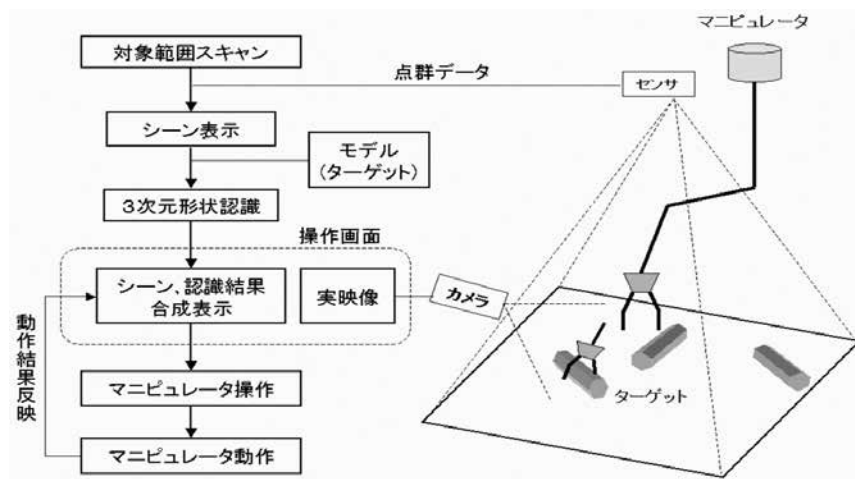 マニピュレータ
対象範囲スキャン
点群データ
センサ
シーン表示
モデル
(ターゲット)
3次元形状認識
操作画面
シーン、認識結果
合成表示
実映像
カメラ
動作結果反映
マニピュレータ操作
ターゲット
マニピュレータ動作